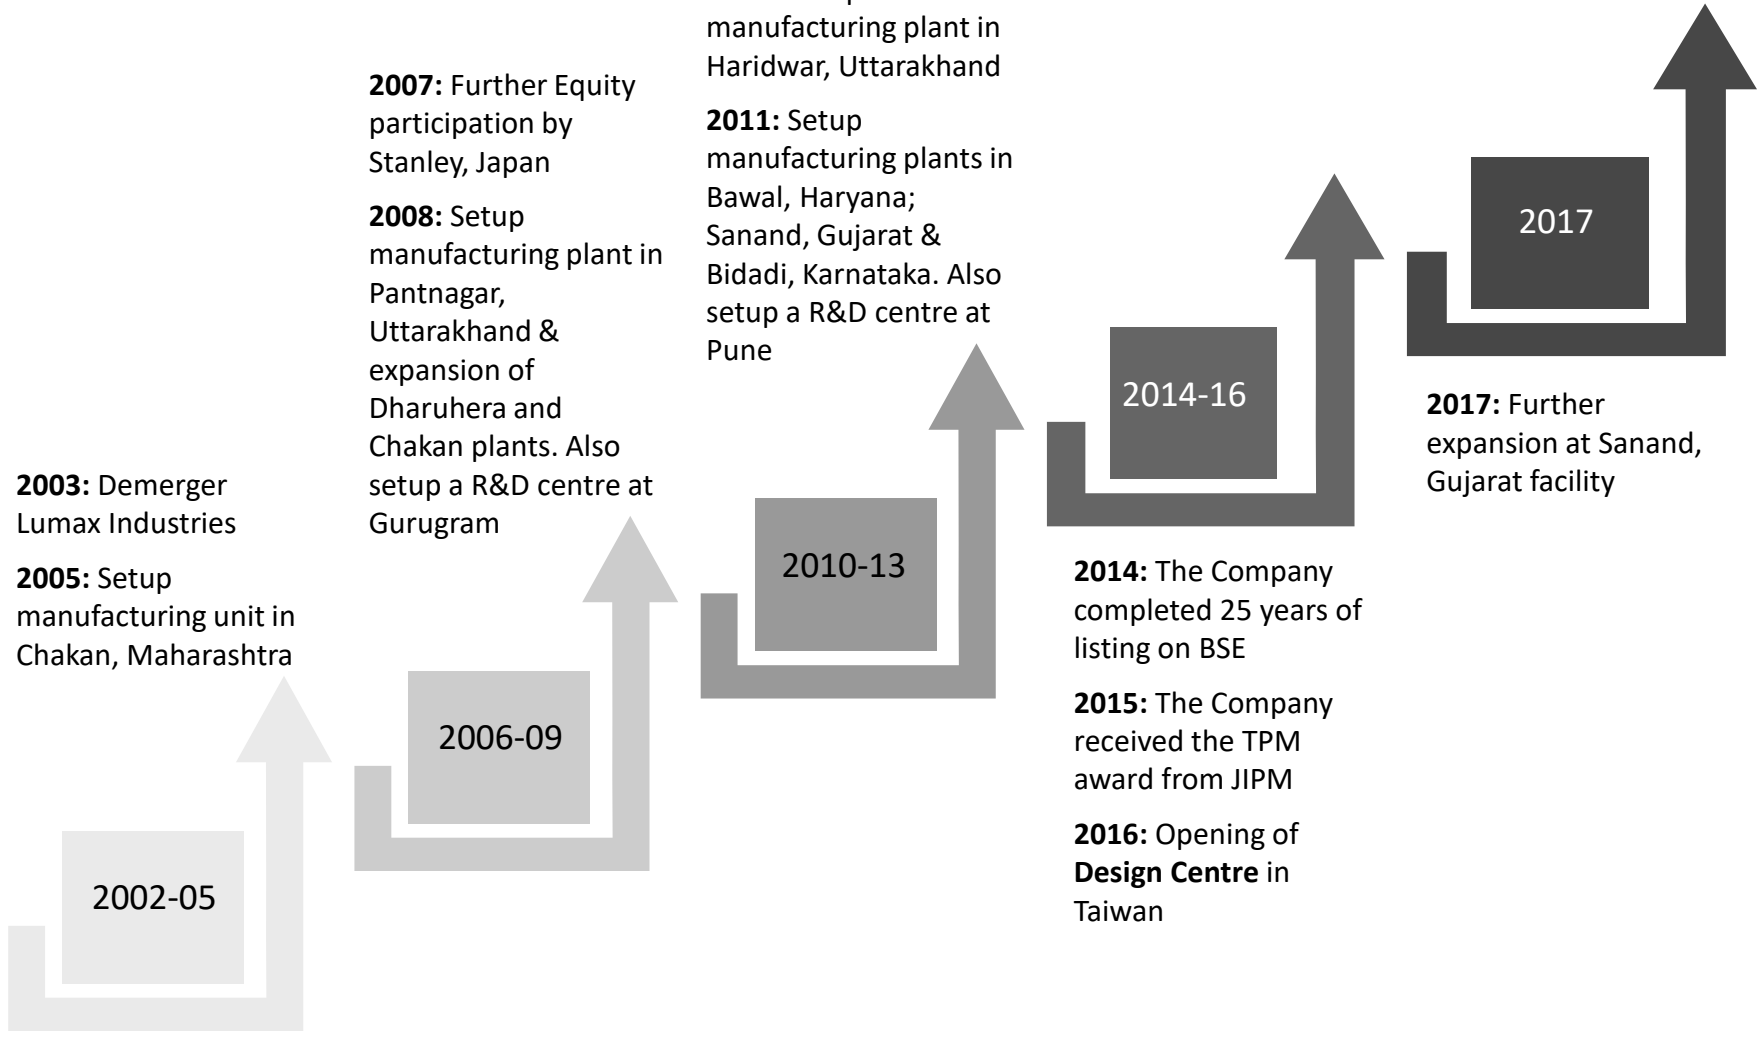 2003: Demerger
Lumax Industries
2005: Setup
manufacturing unit in
Chakan, Maharashtra
2002-05
2007: Further Equity
participation by
Stanley, Japan
2008: Setup
manufacturing plant in
Pantnagar,
Uttarakhand &
expansion of
Dharuhera and
Chakan plants. Also
setup a R&D centre at
Gurugram
2006-09
manufacturing plant in
Haridwar, Uttarakhand
2011: Setup
manufacturing plants in
Bawal, Haryana;
Sanand, Gujarat &
Bidadi, Karnataka. Also
setup a R&D centre at
Pune
2010-13
2014-16
2014: The Company
completed 25 years of
listing on BSE
2015: The Company
received the TPM
award from JIPM
2016: Opening of
Design Centre in
Taiwan
2017
2017: Further
expansion at Sanand,
Gujarat facility